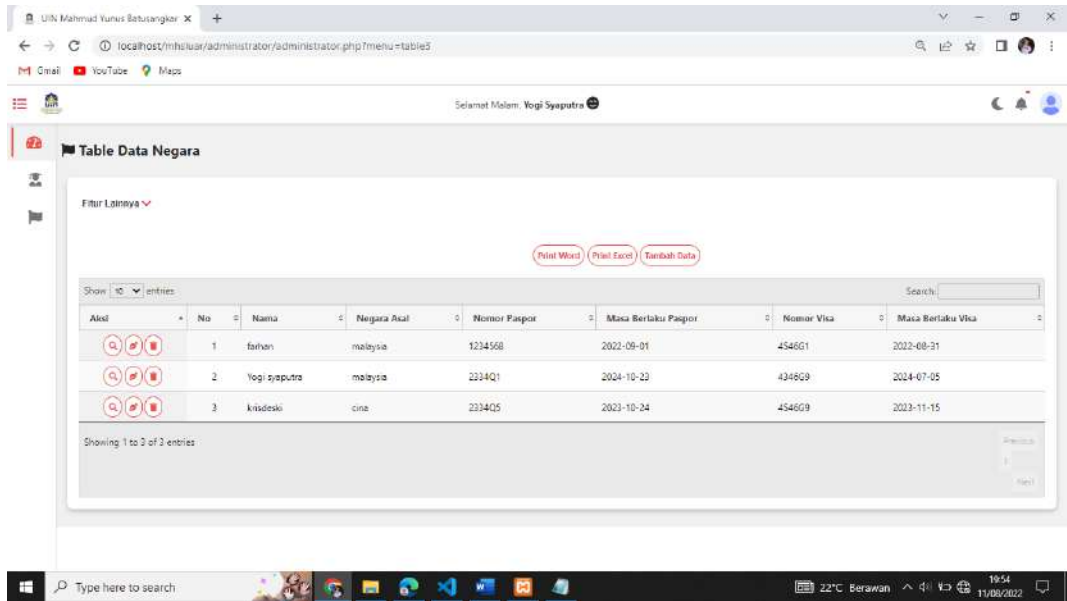 UIN Mahmud Yunus Batusangkar
localhost/mhsluar/administrator/administrator.php?menu=table3
Gmail YouTube Maps
Selamat Malam, Yogi Syaputra
Table Data Negara
Fitur Lainnya
Print Word Print Excel Tambah Data
Show 10 entries Search:
Aksi No Nama Negara Asal Nomor Paspor Masa Berlaku Paspor Nomor Visa Masa Berlaku Visa
1 farhan malaysia 1234568 2022-09-01 4546G1 2022-08-31
2 Yogi syaputra malaysia 2334Q1 2024-10-23 4346G9 2024-07-05
3 krisdeski cina 2334Q5 2023-10-24 4546G9 2023-11-15
Showing 1 to 3 of 3 entries
Previous
1
Next
Type here to search
22°C Berawan
19:54
11/08/2022